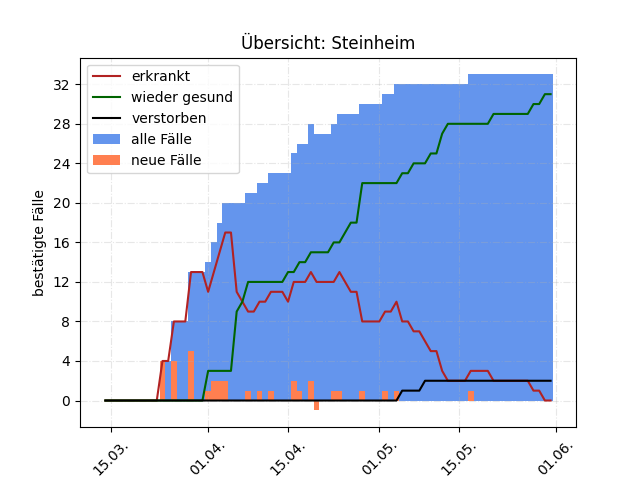 Übersicht: Steinheim
erkrankt
wieder gesund
verstorben
alle Fälle
neue Fälle
bestätigte Fälle
32
28
24
20
16
12
8
4
0
15.03.
01.04.
15.04.
01.05.
15.05.
01.06.